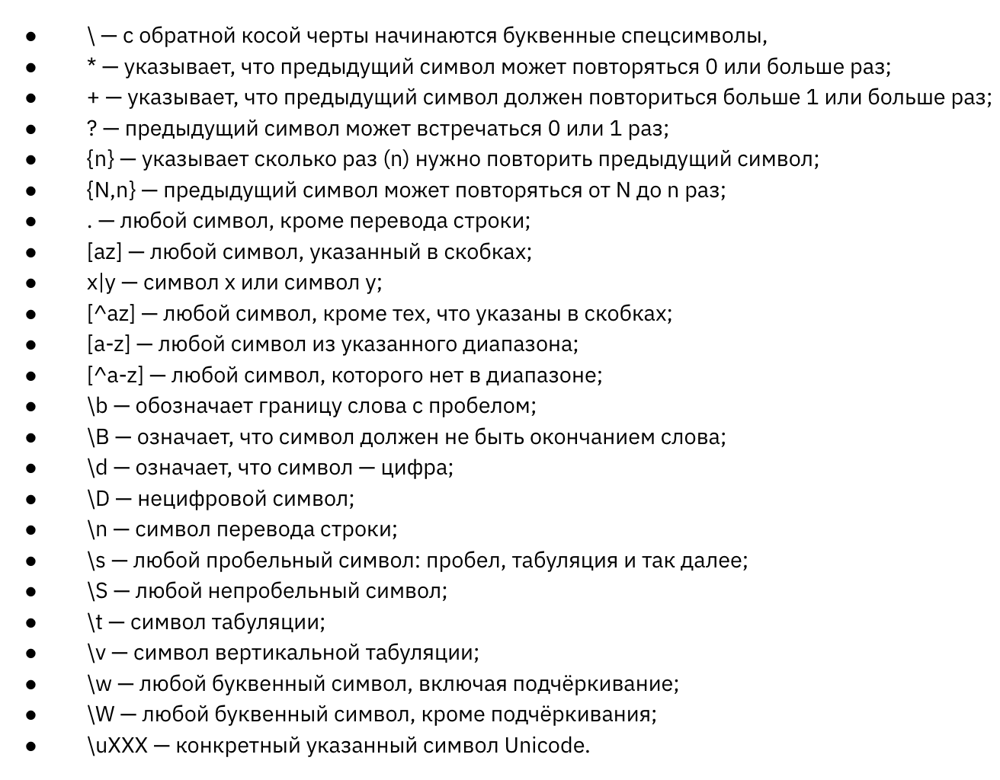 ● \ — с обратной косой черты начинаются буквенные спецсимволы,
● * — указывает, что предыдущий символ может повторяться 0 или больше раз;
● + — указывает, что предыдущий символ должен повториться больше 1 или больше раз;
● ? — предыдущий символ может встречаться 0 или 1 раз;
● {n} — указывает сколько раз (n) нужно повторить предыдущий символ;
● {N,n} — предыдущий символ может повторяться от N до n раз;
● . — любой символ, кроме перевода строки;
● [az] — любой символ, указанный в скобках;
● x|y — символ x или символ y;
● [^az] — любой символ, кроме тех, что указаны в скобках;
● [a-z] — любой символ из указанного диапазона;
● [^a-z] — любой символ, которого нет в диапазоне;
● \b — обозначает границу слова с пробелом;
● \B — означает, что символ должен не быть окончанием слова;
● \d — означает, что символ — цифра;
● \D — нецифровой символ;
● \n — символ перевода строки;
● \s — любой пробельный символ: пробел, табуляция и так далее;
● \S — любой непробельный символ;
● \t — символ табуляции;
● \v — символ вертикальной табуляции;
● \w — любой буквенный символ, включая подчёркивание;
● \W — любой буквенный символ, кроме подчёркивания;
● \uXXX — конкретный указанный символ Unicode.